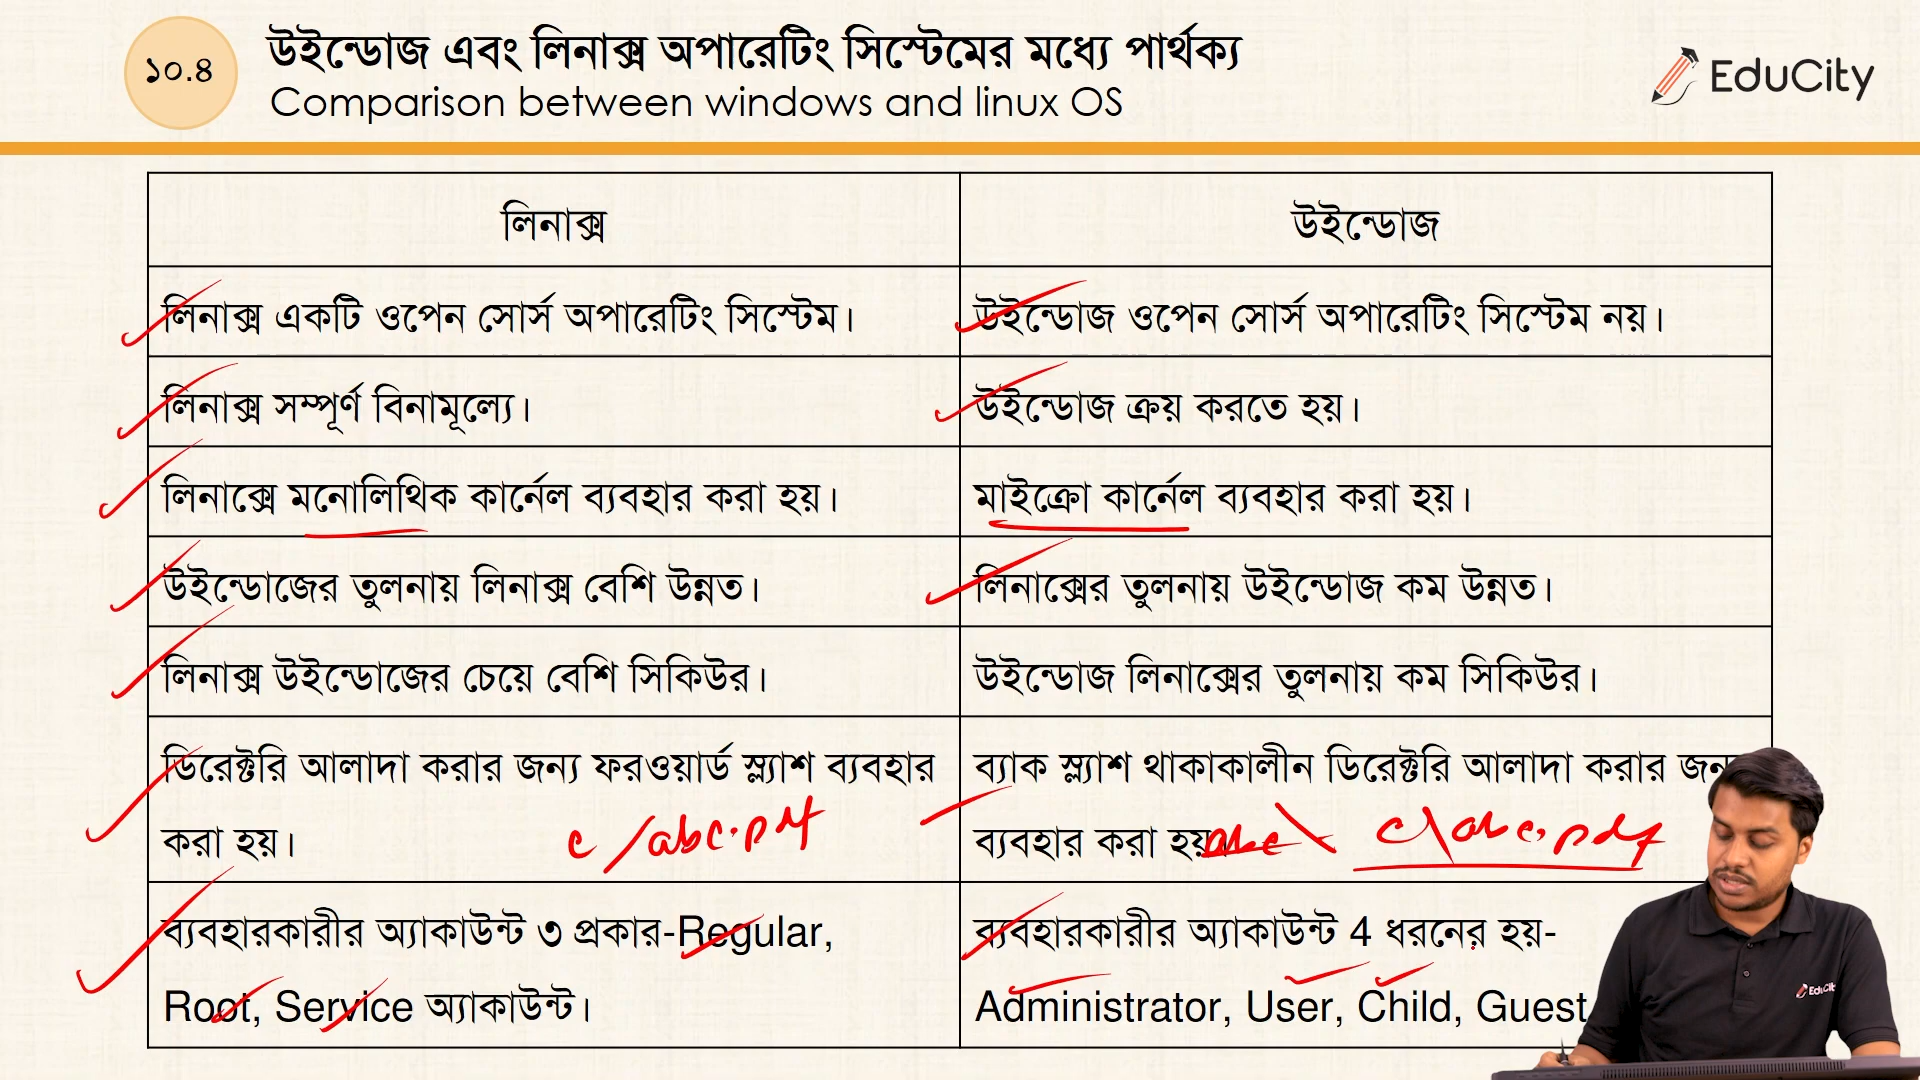 ১০.৪
উইন্ডোজ এবং লিনাক্স অপারেটিং সিস্টেমের মধ্যে পার্থক্য
Comparison between windows and linux OS
EduCity
লিনাক্স
উইন্ডোজ
লিনাক্স একটি ওপেন সোর্স অপারেটিং সিস্টেম।
উইন্ডোজ ওপেন সোর্স অপারেটিং সিস্টেম নয়।
লিনাক্স সম্পূর্ণ বিনামূল্যে।
উইন্ডোজ ক্রয় করতে হয়।
লিনাক্সে মনোলিথিক কার্নেল ব্যবহার করা হয়।
মাইক্রো কার্নেল ব্যবহার করা হয়।
উইন্ডোজের তুলনায় লিনাক্স বেশি উন্নত।
লিনাক্সের তুলনায় উইন্ডোজ কম উন্নত।
লিনাক্স উইন্ডোজের চেয়ে বেশি সিকিউর।
উইন্ডোজ লিনাক্সের তুলনায় কম সিকিউর।
ডিরেক্টরি আলাদা করার জন্য ফরওয়ার্ড স্ল্যাশ ব্যবহার
করা হয়।
c/abc.pdf
ব্যাক স্ল্যাশ থাকাকালীন ডিরেক্টরি আলাদা করার
ব্যবহার করা হয়
c\abc.pdf
ব্যবহারকারীর অ্যাকাউন্ট ৩ প্রকার-Regular,
Root, Service অ্যাকাউন্ট।
ব্যবহারকারীর অ্যাকাউন্ট 4 ধরনের হয়-
Administrator, User, Child, Guest